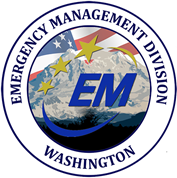 EMERGENCY MANAGEMENT DIVISION
EM
WASHINGTON